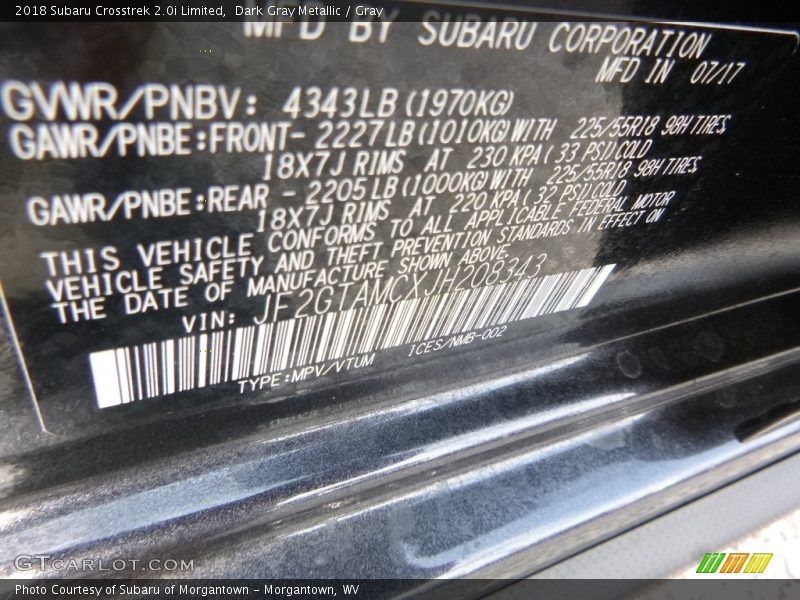 2018 Subaru Crosstrek 2.0i Limited, Dark Gray Metallic / Gray
MFD BY SUBARU CORPORATION
MFD IN 07/17
GVWR/PNBV: 4343LB (1970KG)
GAWR/PNBE:FRONT- 2227LB(1010KG)WITH 225/55R18 98H TIRES,
18X7J RIMS AT 230 KPA( 33 PSI)COLD
GAWR/PNBE:REAR - 2205LB(1000KG)WITH 225/55R18 98H TIRES,
18X7J RIMS AT 220 KPA( 32 PSI)COLD
THIS VEHICLE CONFORMS TO ALL APPLICABLE FEDERAL MOTOR
VEHICLE SAFETY AND THEFT PREVENTION STANDARDS IN EFFECT ON
THE DATE OF MANUFACTURE SHOWN ABOVE.
VIN: JF2GTAMCXJH208343
TYPE:MPV/VTUM ICES/NMB-002
GTCarLot.com
Photo Courtesy of Subaru of Morgantown - Morgantown, WV